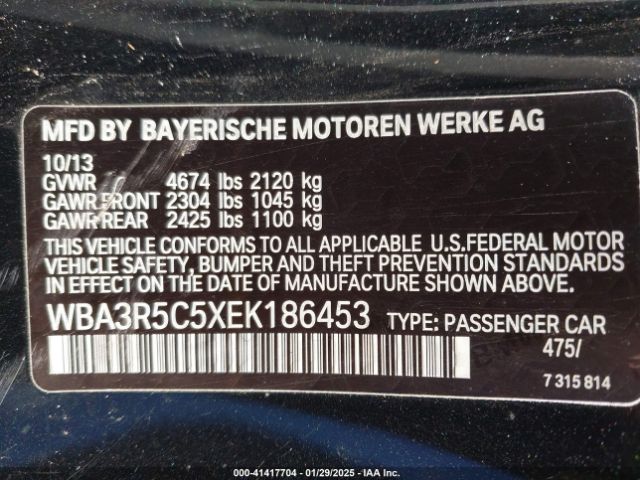 MFD BY BAYERISCHE MOTOREN WERKE AG
10/13
GVWR 4674 lbs 2120 kg
GAWR FRONT 2304 lbs 1045 kg
GAWR REAR 2425 lbs 1100 kg
THIS VEHICLE CONFORMS TO ALL APPLICABLE U.S.FEDERAL MOTOR
VEHICLE SAFETY, BUMPER AND THEFT PREVENTION STANDARDS
IN EFFECT ON THE DATE OF MANUFACTURE SHOWN ABOVE.
WBA3R5C5XEK186453 TYPE: PASSENGER CAR
475/
7 315 814
000-41417704 - 01/29/2025 - IAA Inc.